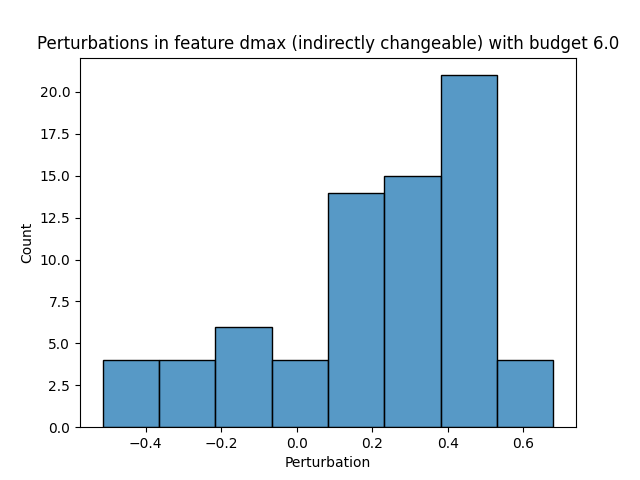 Perturbations in feature dmax (indirectly changeable) with budget 6.0
20.0
17.5
15.0
12.5
10.0
7.5
5.0
2.5
0.0
Count
−0.4 −0.2 0.0 0.2 0.4 0.6
Perturbation